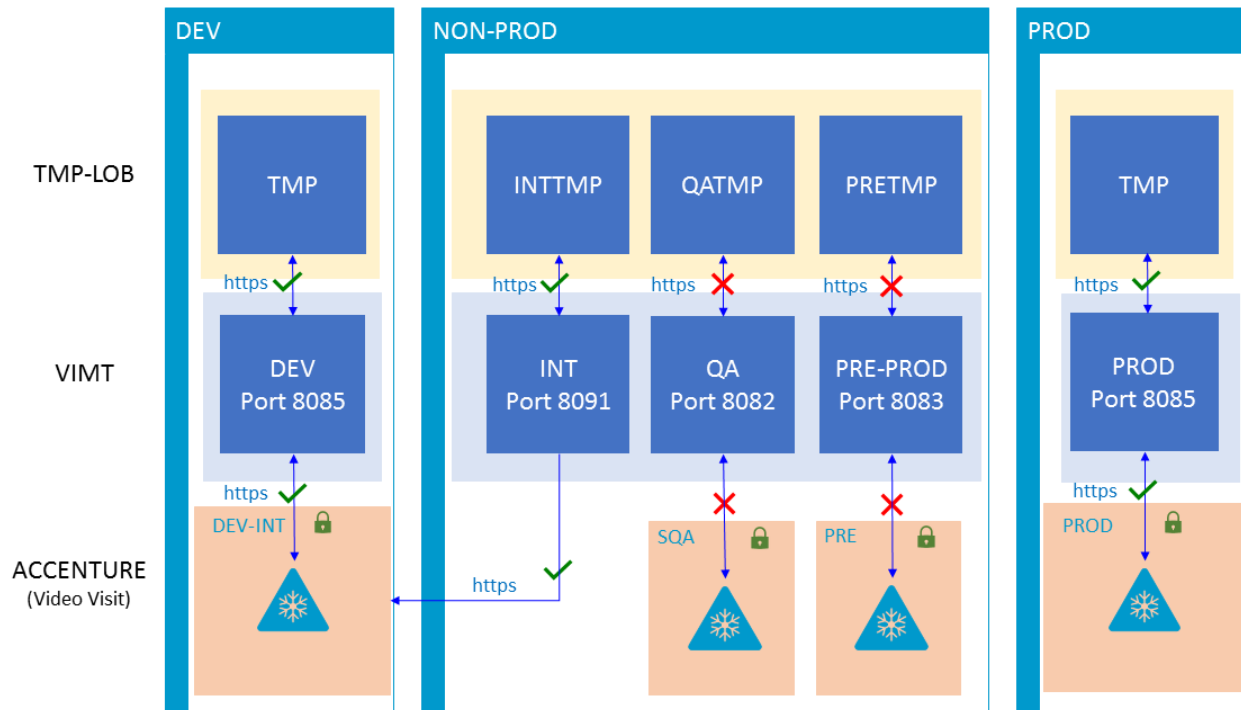 DEV
NON-PROD
PROD
TMP-LOB
TMP
INTTMP
QATMP
PRETMP
TMP
https
https
https
https
https
VIMT
DEV
Port 8085
INT
Port 8091
QA
Port 8082
PRE-PROD
Port 8083
PROD
Port 8085
https
https
DEV-INT
SQA
PRE
PROD
ACCENTURE
(Video Visit)
https